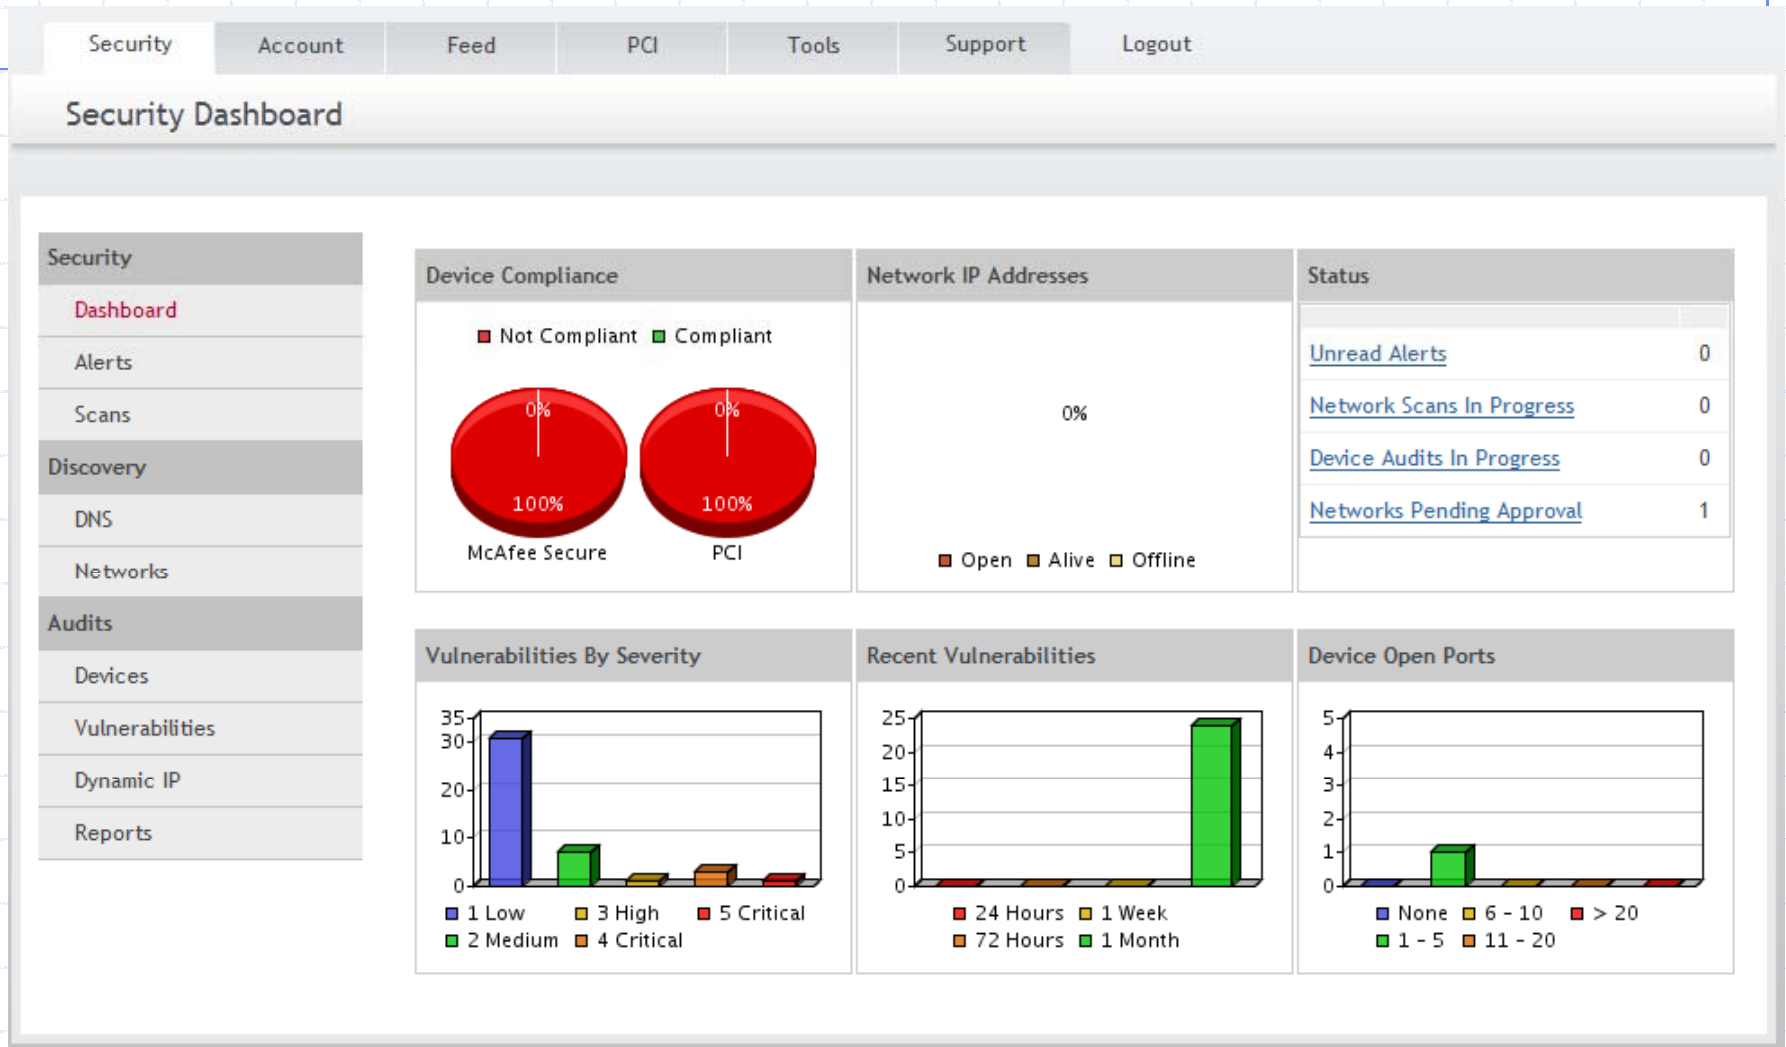 Security Account Feed PCI Tools Support Logout
Security Dashboard
Security
Dashboard
Alerts
Scans
Discovery
DNS
Networks
Audits
Devices
Vulnerabilities
Dynamic IP
Reports
Device Compliance
Not Compliant Compliant
0% 0%
100% 100%
McAfee Secure PCI
Network IP Addresses
0%
Open Alive Offline
Status
Unread Alerts 0
Network Scans In Progress 0
Device Audits In Progress 0
Networks Pending Approval 1
Vulnerabilities By Severity
35
30
20
10
0
1 Low 3 High 5 Critical
2 Medium 4 Critical
Recent Vulnerabilities
25
20
15
10
5
0
24 Hours 1 Week
72 Hours 1 Month
Device Open Ports
5
4
3
2
1
0
None 6 - 10 > 20
1 - 5 11 - 20